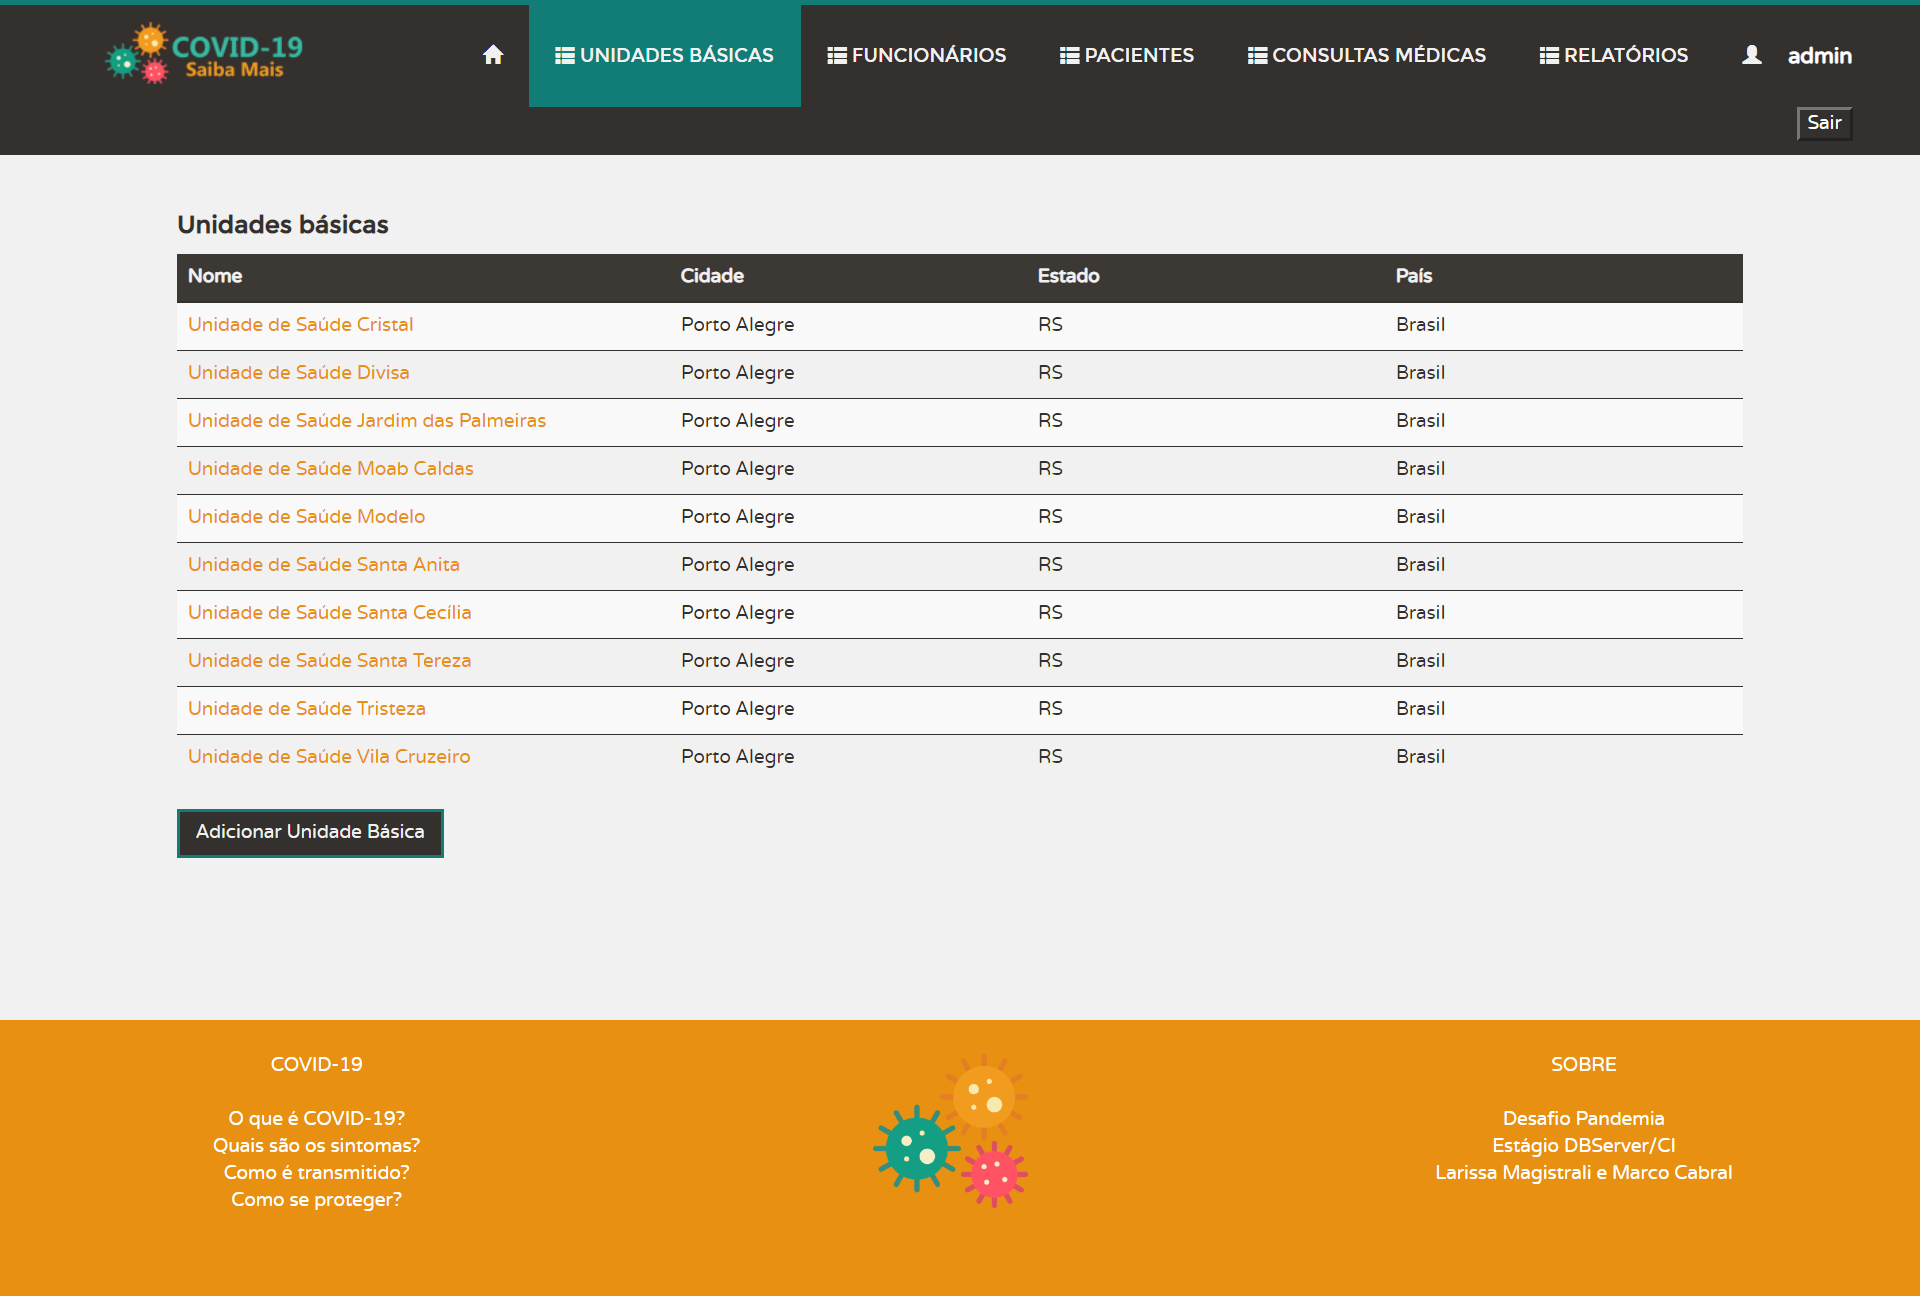 COVID-19
Saiba Mais
UNIDADES BÁSICAS FUNCIONÁRIOS PACIENTES CONSULTAS MÉDICAS RELATÓRIOS admin
Sair
Unidades básicas
Nome Cidade Estado País
Unidade de Saúde Cristal Porto Alegre RS Brasil
Unidade de Saúde Divisa Porto Alegre RS Brasil
Unidade de Saúde Jardim das Palmeiras Porto Alegre RS Brasil
Unidade de Saúde Moab Caldas Porto Alegre RS Brasil
Unidade de Saúde Modelo Porto Alegre RS Brasil
Unidade de Saúde Santa Anita Porto Alegre RS Brasil
Unidade de Saúde Santa Cecília Porto Alegre RS Brasil
Unidade de Saúde Santa Tereza Porto Alegre RS Brasil
Unidade de Saúde Tristeza Porto Alegre RS Brasil
Unidade de Saúde Vila Cruzeiro Porto Alegre RS Brasil
Adicionar Unidade Básica
COVID-19
O que é COVID-19?
Quais são os sintomas?
Como é transmitido?
Como se proteger?
SOBRE
Desafio Pandemia
Estágio DBServer/CI
Larissa Magistrali e Marco Cabral